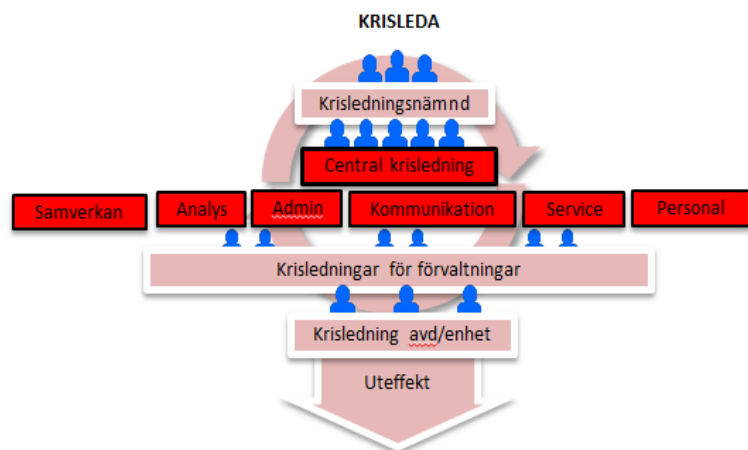 KRISLEDA
Krisledningsnämnd
Central krisledning
Samverkan Analys Admin Kommunikation Service Personal
Krisledningar för förvaltningar
Krisledning avd/enhet
Uteffekt